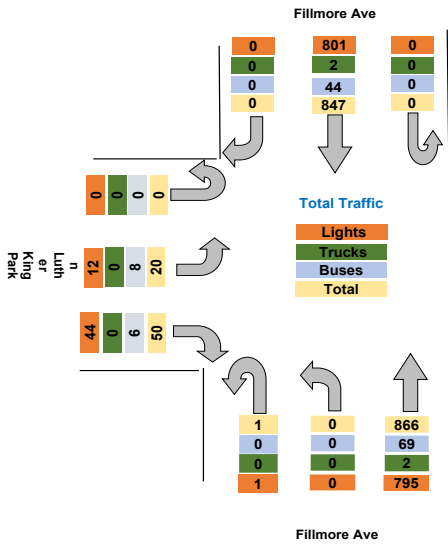 Fillmore Ave
0 801 0
0 2 0
0 44 0
0 847 0
0 0 0 0
Total Traffic
Lights
Trucks
Buses
Total
Luth
er
King
Park
n
12 0 8 20
44 0 6 50
1 0 866
0 0 69
0 0 2
1 0 795
Fillmore Ave